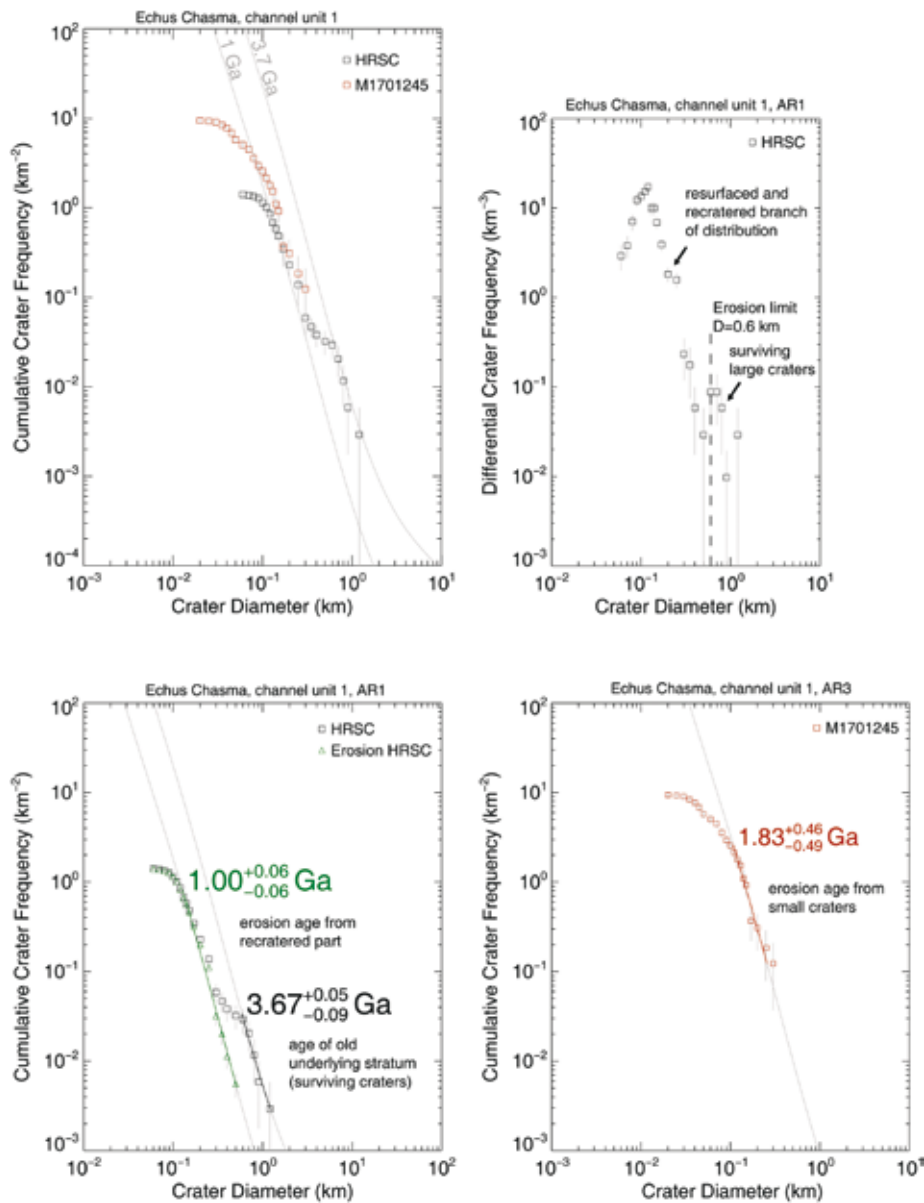 Echus Chasma, channel unit 1
HRSC
M1701245
1 Ga
3.7 Ga
10²
10¹
10⁰
10⁻¹
10⁻²
10⁻³
10⁻⁴
Cumulative Crater Frequency (km⁻²)
10⁻³ 10⁻² 10⁻¹ 10⁰ 10¹
Crater Diameter (km)
Echus Chasma, channel unit 1, AR1
HRSC
resurfaced and
recratered branch
of distribution
Erosion limit
D=0.6 km
surviving
large craters
10²
10¹
10⁰
10⁻¹
10⁻²
10⁻³
Differential Crater Frequency (km⁻³)
10⁻³ 10⁻² 10⁻¹ 10⁰ 10¹
Crater Diameter (km)
Echus Chasma, channel unit 1, AR1
HRSC
Erosion HRSC
1.00+0.06−0.06 Ga
erosion age from
recratered part
3.67+0.05−0.09 Ga
age of old
underlying stratum
(surviving craters)
10²
10¹
10⁰
10⁻¹
10⁻²
10⁻³
Cumulative Crater Frequency (km⁻²)
10⁻² 10⁻¹ 10⁰ 10¹ 10²
Crater Diameter (km)
Echus Chasma, channel unit 1, AR3
M1701245
1.83+0.46−0.49 Ga
erosion age from
small craters
10²
10¹
10⁰
10⁻¹
10⁻²
10⁻³
Cumulative Crater Frequency (km⁻²)
10⁻³ 10⁻² 10⁻¹ 10⁰ 10¹
Crater Diameter (km)